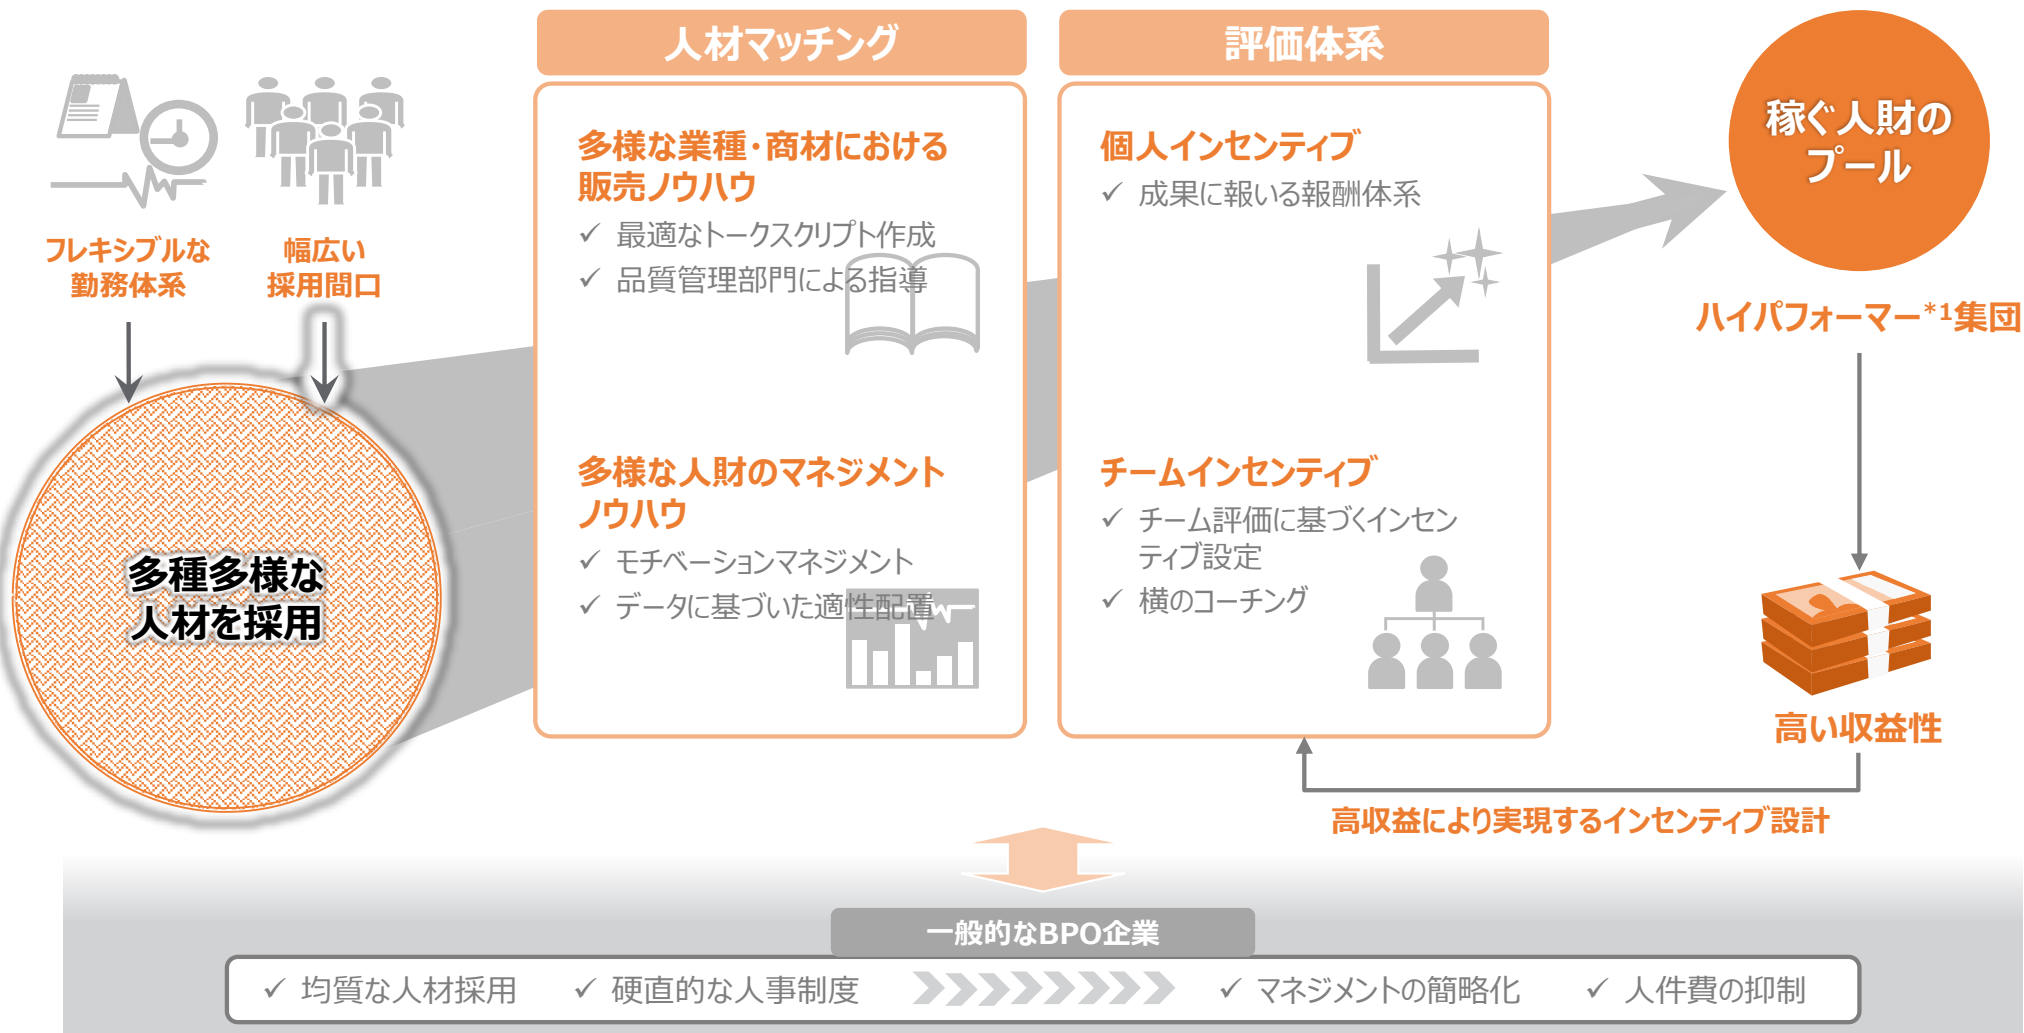 人材マッチング
評価体系
稼ぐ人財の
プール
フレキシブルな
勤務体系
幅広い
採用間口
多種多様な
人材を採用
多様な業種・商材における
販売ノウハウ
✓ 最適なトークスクリプト作成
✓ 品質管理部門による指導
多様な人財のマネジメント
ノウハウ
✓ モチベーションマネジメント
✓ データに基づいた適性配置
個人インセンティブ
✓ 成果に報いる報酬体系
チームインセンティブ
✓ チーム評価に基づくインセン
ティブ設定
✓ 横のコーチング
ハイパフォーマー*1集団
高い収益性
高収益により実現するインセンティブ設計
一般的なBPO企業
✓ 均質な人材採用 ✓ 硬直的な人事制度 ✓ マネジメントの簡略化 ✓ 人件費の抑制